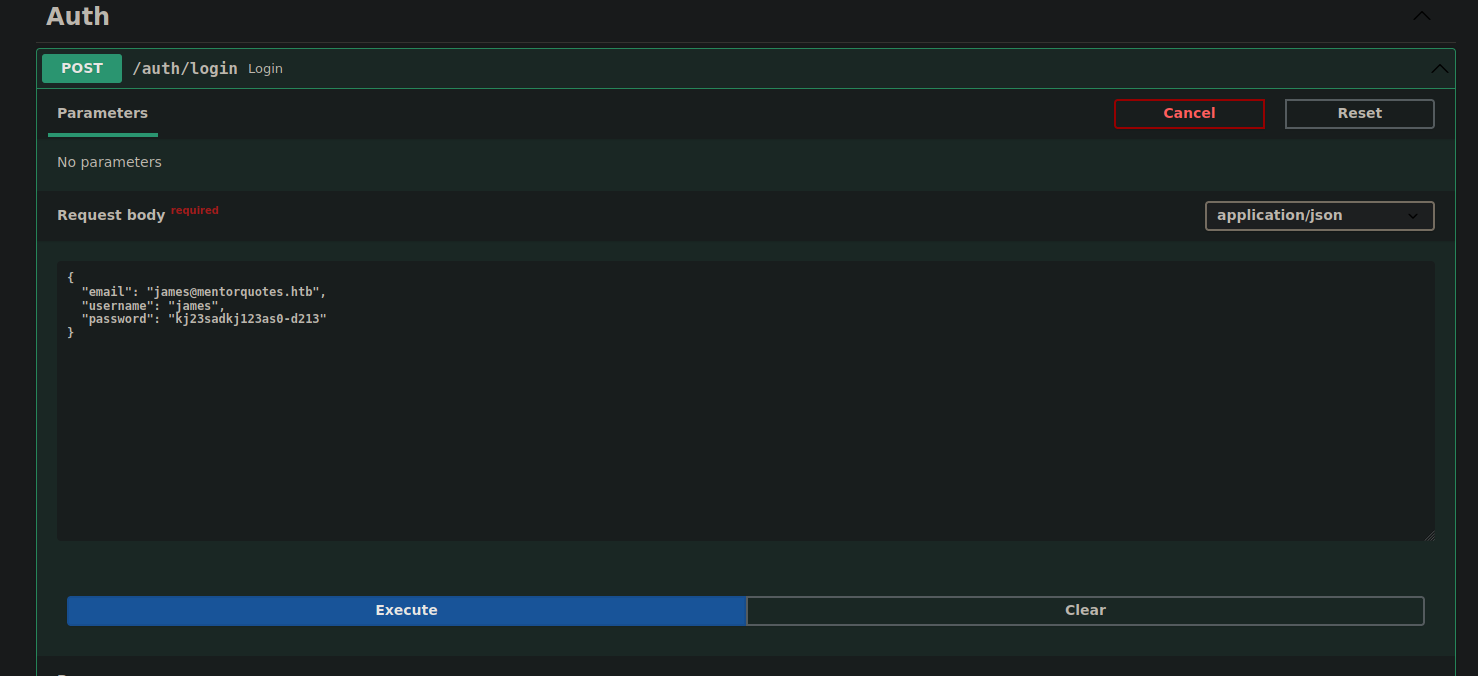 Auth
POST /auth/login Login
Parameters Cancel Reset
No parameters
Request body required application/json
{
"email": "james@mentorquotes.htb",
"username": "james",
"password": "kj23sadkj123as0-d213"
}
Execute Clear